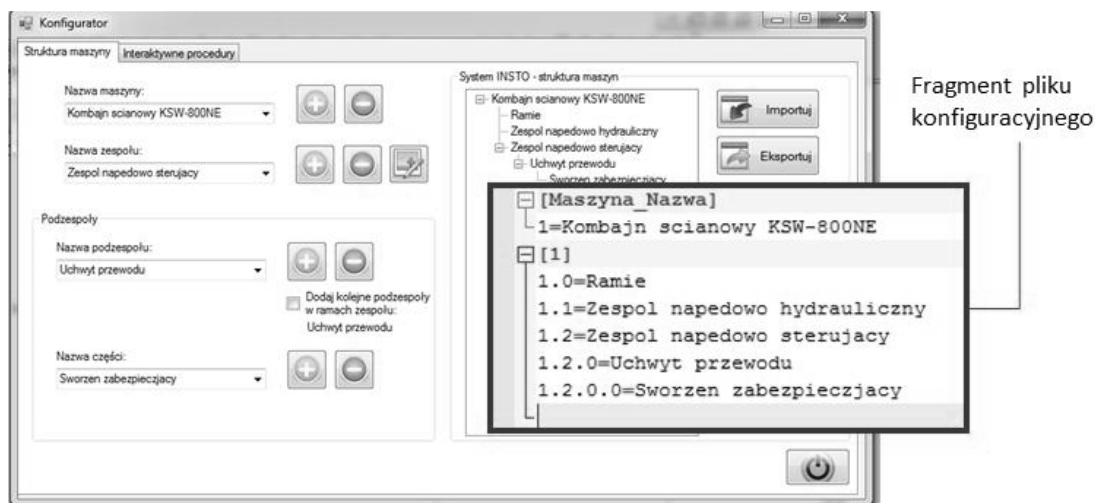 Konfigurator
Struktura maszyny
Interaktywne procedury
Nazwa maszyny:
Kombajn scianowy KSW-800NE
Nazwa zespołu:
Zespol napedowo sterujacy
Podzespoły
Nazwa podzespołu:
Uchwyt przewodu
Dodaj kolejne podzespoły
w ramach zespołu:
Uchwyt przewodu
Nazwa części:
Sworzen zabezpieczjacy
System INSTO - struktura maszyn
Kombajn scianowy KSW-800NE
Ramie
Zespol napedowo hydrauliczny
Zespol napedowo sterujacy
Uchwyt przewodu
Sworzen zabezpieczjacy
Importuj
Eksportuj
[Maszyna_Nazwa]
1=Kombajn scianowy KSW-800NE
[1]
1.0=Ramie
1.1=Zespol napedowo hydrauliczny
1.2=Zespol napedowo sterujacy
1.2.0=Uchwyt przewodu
1.2.0.0=Sworzen zabezpieczjacy
Fragment pliku
konfiguracyjnego